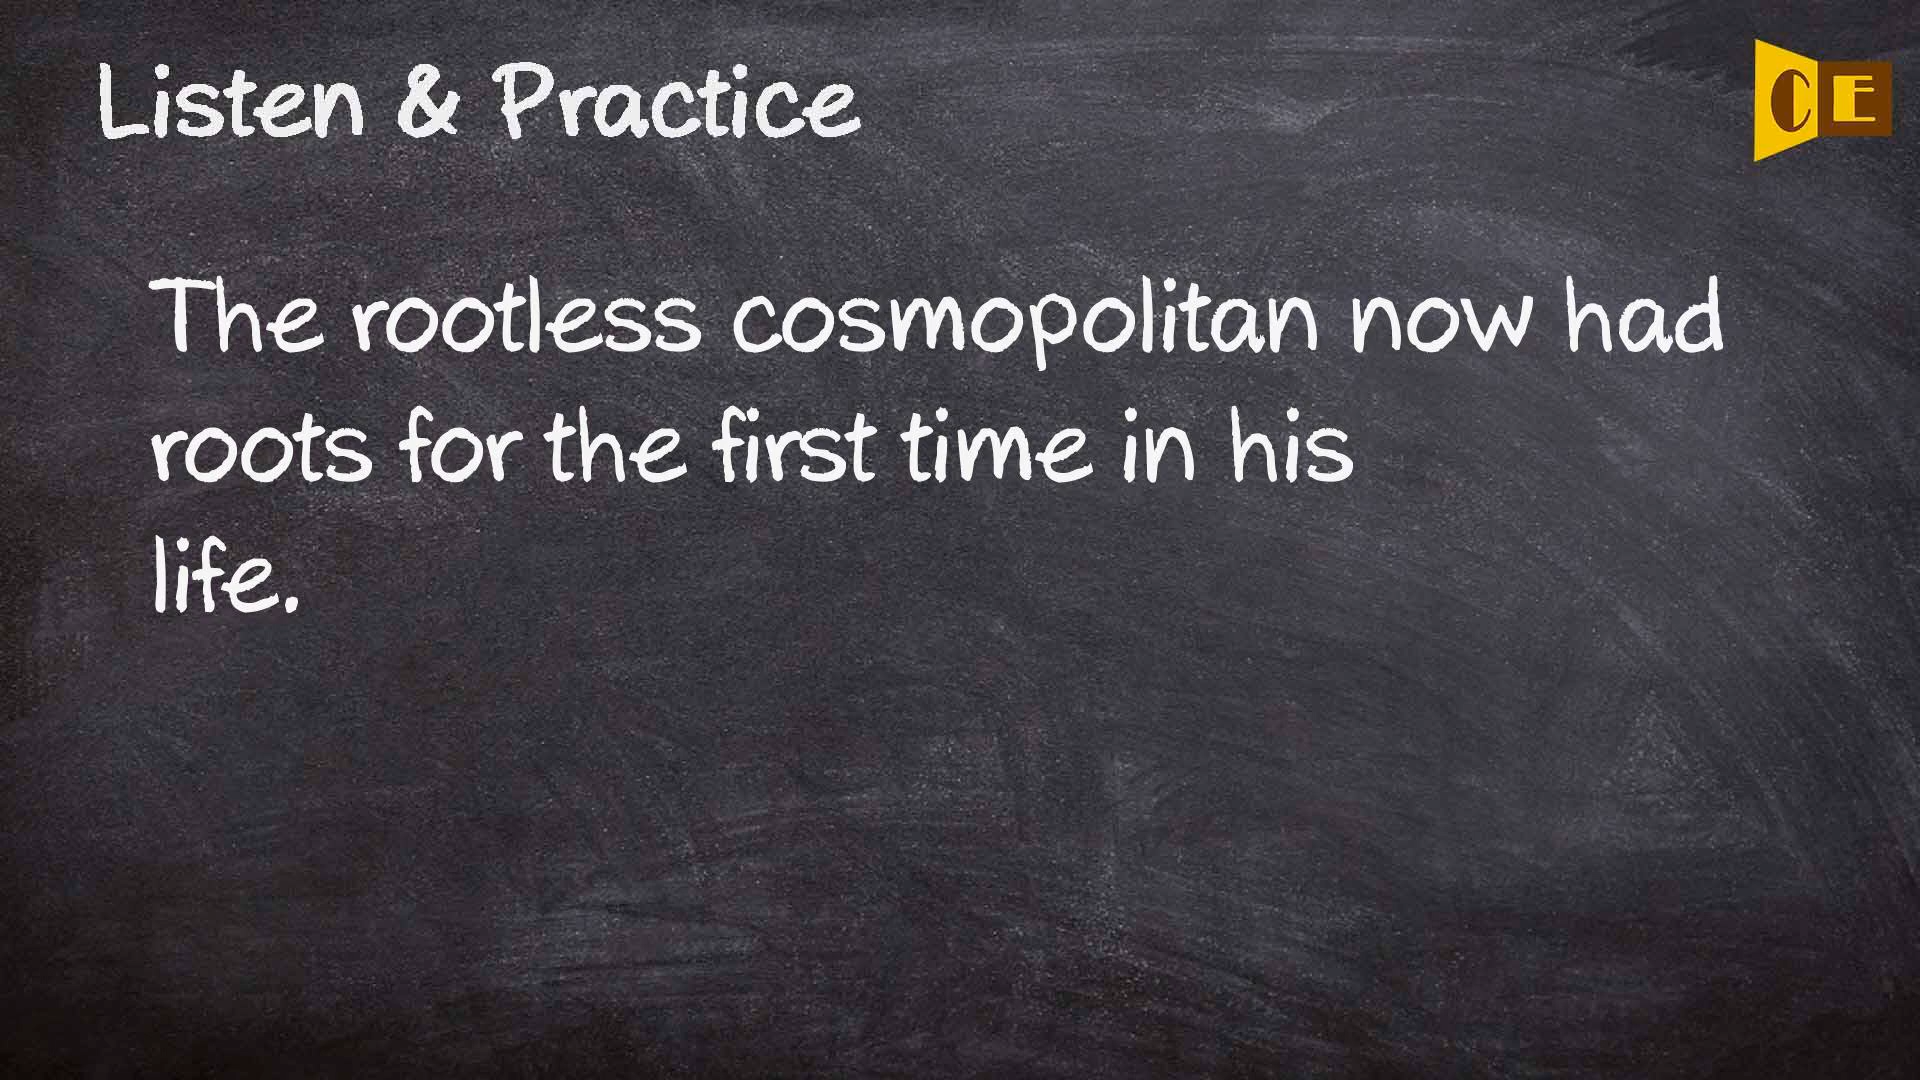 Listen & Practice
CE
The rootless cosmopolitan now had
roots for the first time in his
life.